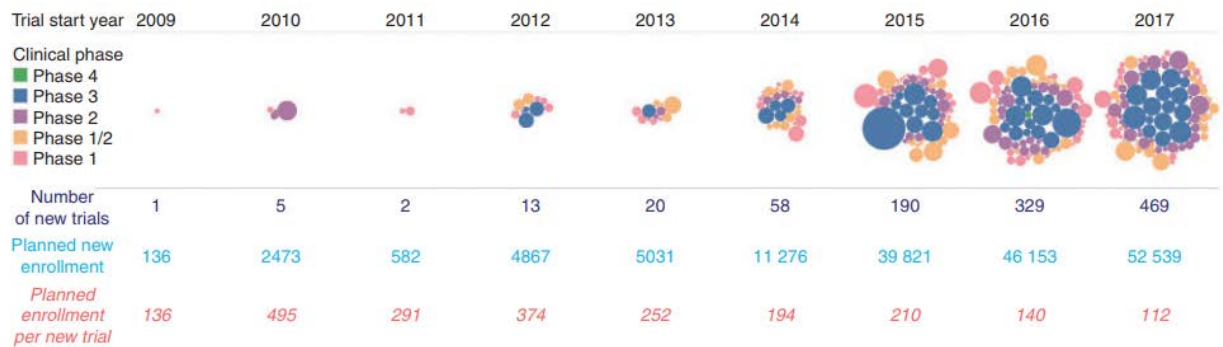 Trial start year 2009 2010 2011 2012 2013 2014 2015 2016 2017
Clinical phase
Phase 4
Phase 3
Phase 2
Phase 1/2
Phase 1
Number
of new trials 1 5 2 13 20 58 190 329 469
Planned new
enrollment 136 2473 582 4867 5031 11 276 39 821 46 153 52 539
Planned
enrollment 136 495 291 374 252 194 210 140 112
per new trial